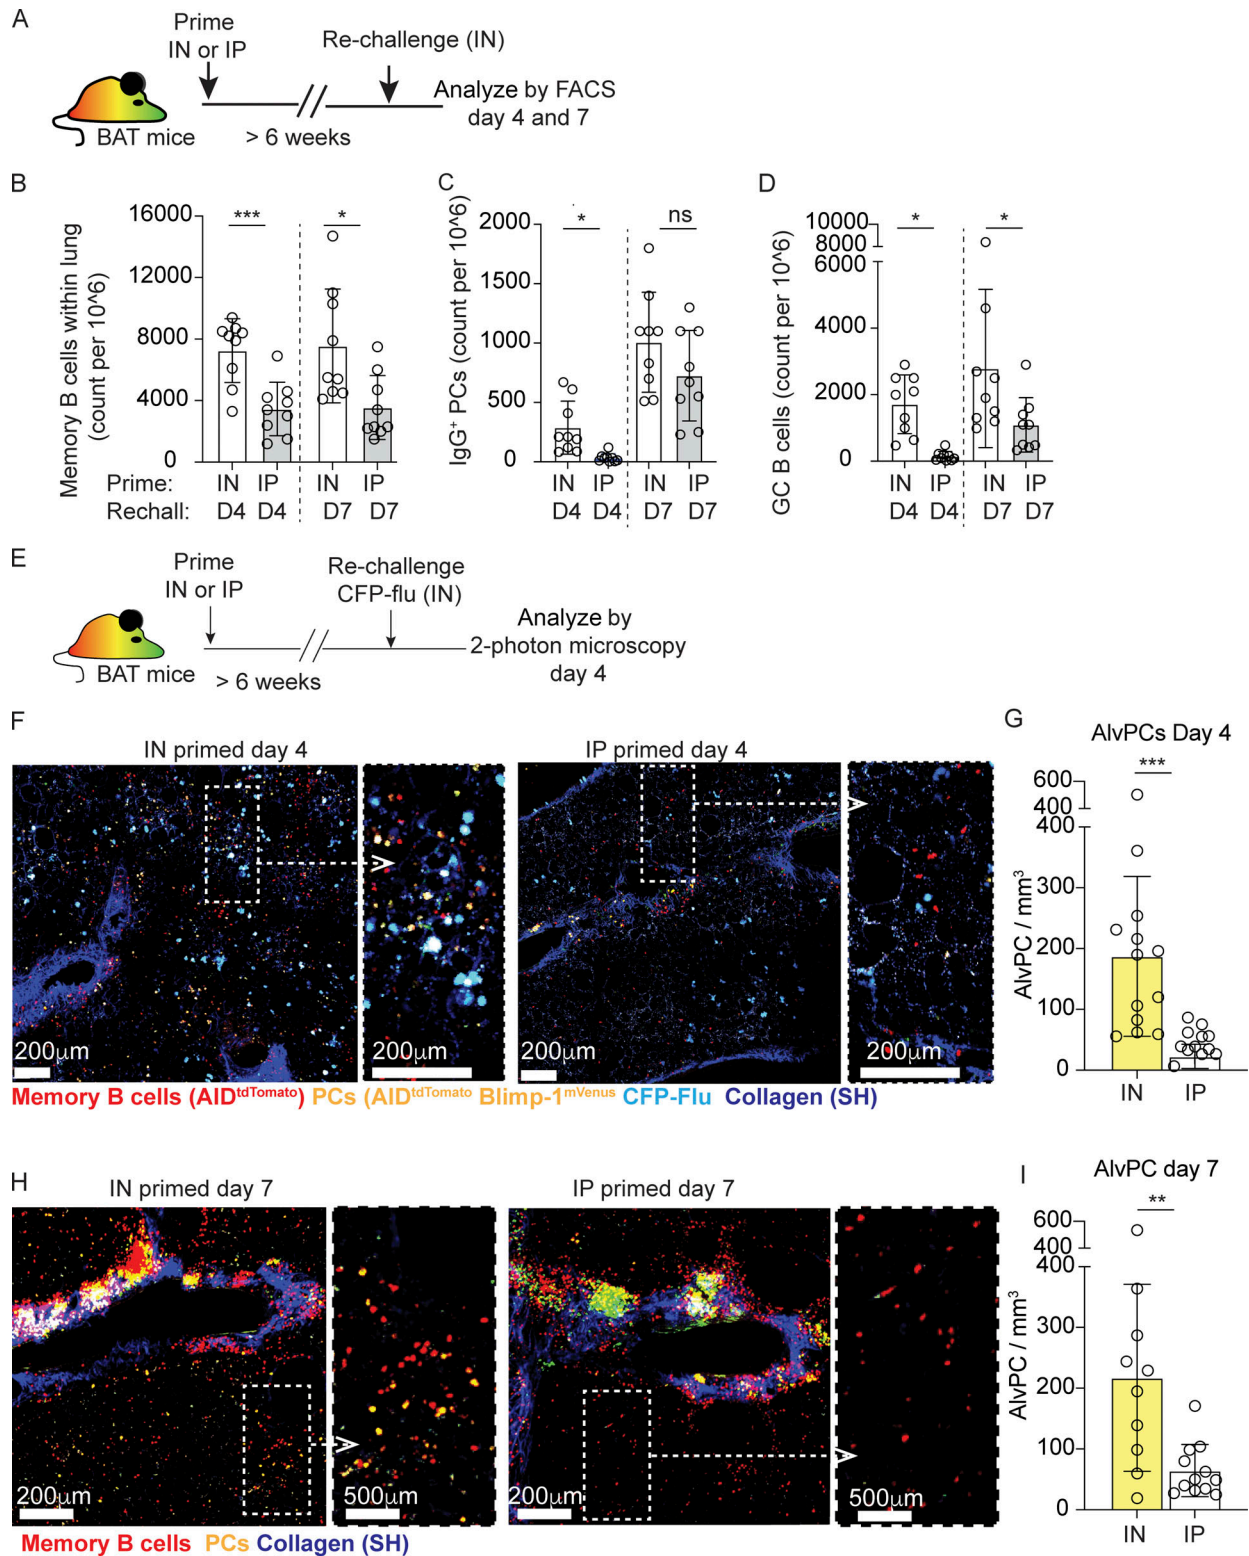 A
Prime
IN or IP
Re-challenge (IN)
Analyze by FACS
day 4 and 7
BAT mice
> 6 weeks
B
Memory B cells within lung
(count per 10^6)
16000
12000
8000
4000
0
***
*
Prime: IN IP IN IP
Rechall: D4 D4 D7 D7
C
IgG⁺ PCs (count per 10^6)
2000
1500
1000
500
0
*
ns
IN IP IN IP
D4 D4 D7 D7
D
GC B cells (count per 10^6)
10000
8000
6000
4000
2000
0
*
*
IN IP IN IP
D4 D4 D7 D7
E
Prime
IN or IP
Re-challenge
CFP-flu (IN)
Analyze by
2-photon microscopy
day 4
BAT mice
> 6 weeks
F
IN primed day 4
IP primed day 4
200µm
200µm
200µm
200µm
Memory B cells (AIDtdTomato) PCs (AIDtdTomato Blimp-1mVenus CFP-Flu Collagen (SH)
G
AlvPCs Day 4
***
AlvPC / mm³
600
400
400
300
200
100
0
IN IP
H
IN primed day 7
IP primed day 7
200µm
500µm
200µm
500µm
Memory B cells PCs Collagen (SH)
I
AlvPC day 7
**
AlvPC / mm³
600
400
400
300
200
100
0
IN IP